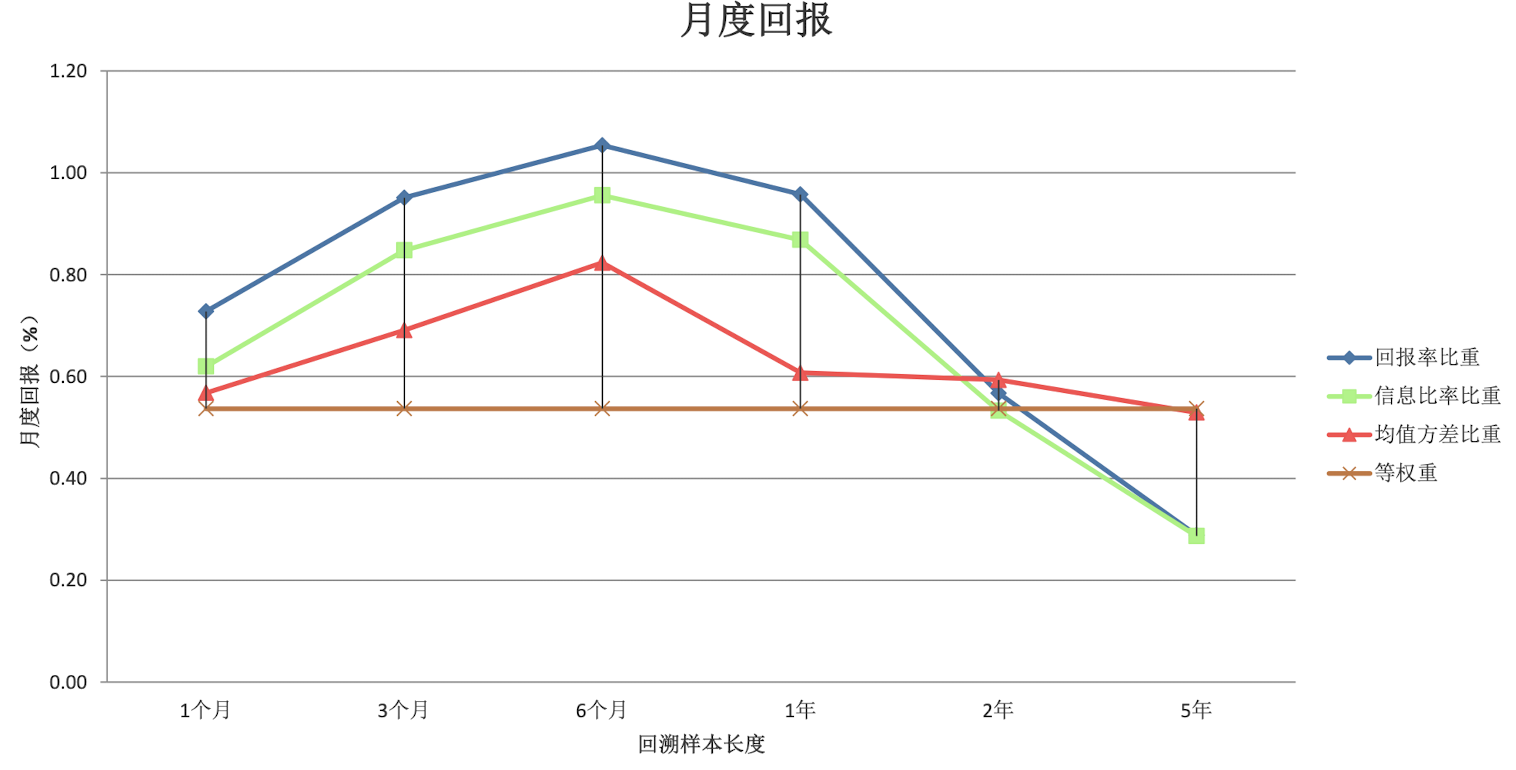 月度回报
1.20
1.00
0.80
0.60
0.40
0.20
0.00
月度回报（%）
1个月
3个月
6个月
1年
2年
5年
回溯样本长度
回报率比重
信息比率比重
均值方差比重
等权重